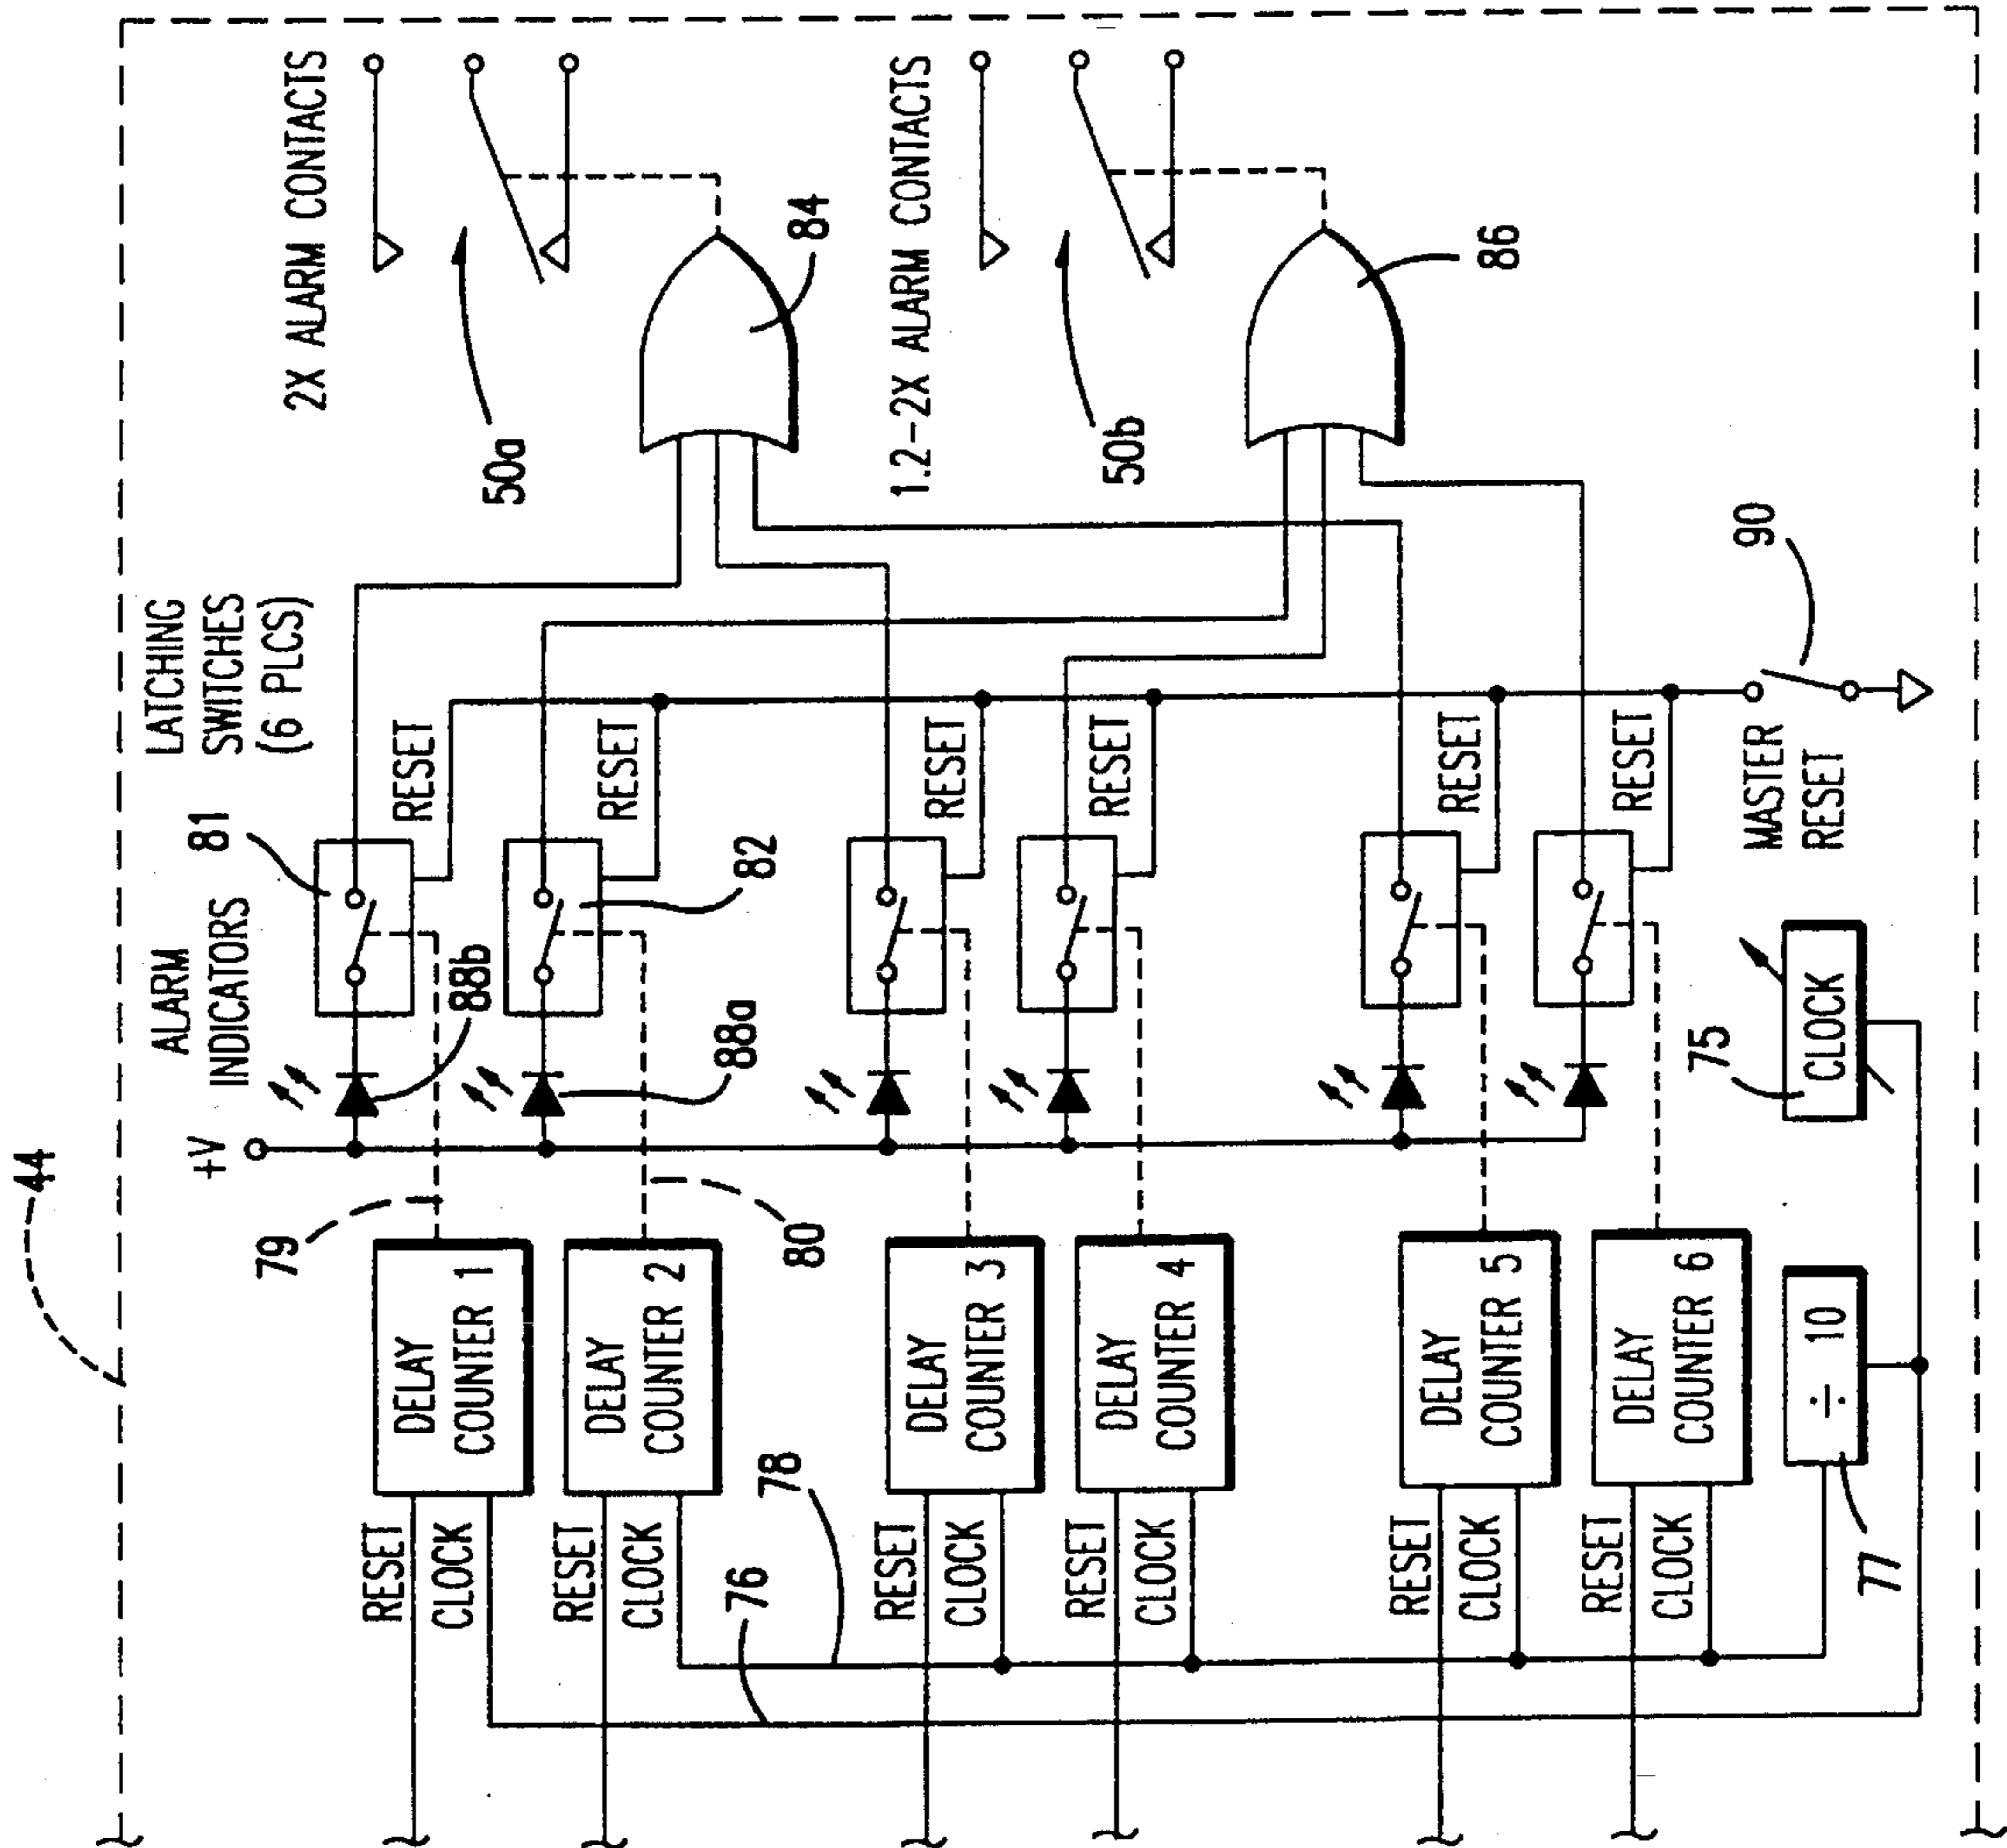 44
LATCHING
SWITCHES
(6 PLCS)
2X ALARM CONTACTS
ALARM
INDICATORS
81
+V
79
88b
RESET
50a
84
DELAY
COUNTER 1
RESET
CLOCK
80
88a
82
RESET
DELAY
COUNTER 2
RESET
CLOCK
76
78
1.2-2X ALARM CONTACTS
50b
86
RESET
DELAY
COUNTER 3
RESET
CLOCK
RESET
DELAY
COUNTER 4
RESET
CLOCK
RESET
DELAY
COUNTER 5
RESET
CLOCK
RESET
DELAY
COUNTER 6
RESET
CLOCK
90
MASTER
RESET
75
CLOCK
÷ 10
77